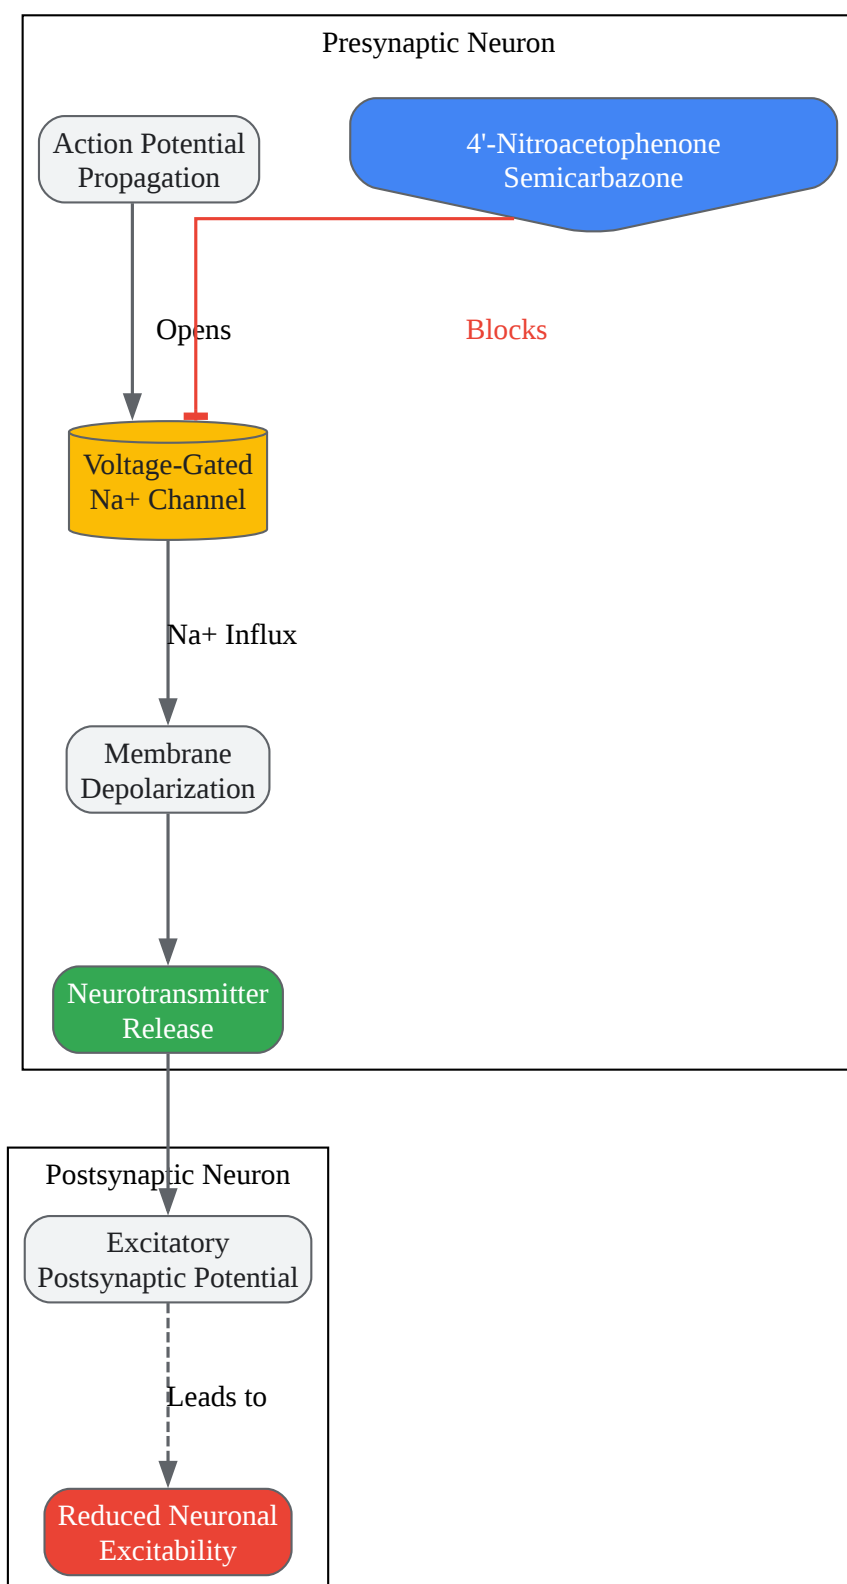 Presynaptic Neuron
Action Potential
Propagation
4'-Nitroacetophenone
Semicarbazone
Opens
Blocks
Voltage-Gated
Na+ Channel
Na+ Influx
Membrane
Depolarization
Neurotransmitter
Release
Postsynaptic Neuron
Excitatory
Postsynaptic Potential
Leads to
Reduced Neuronal
Excitability